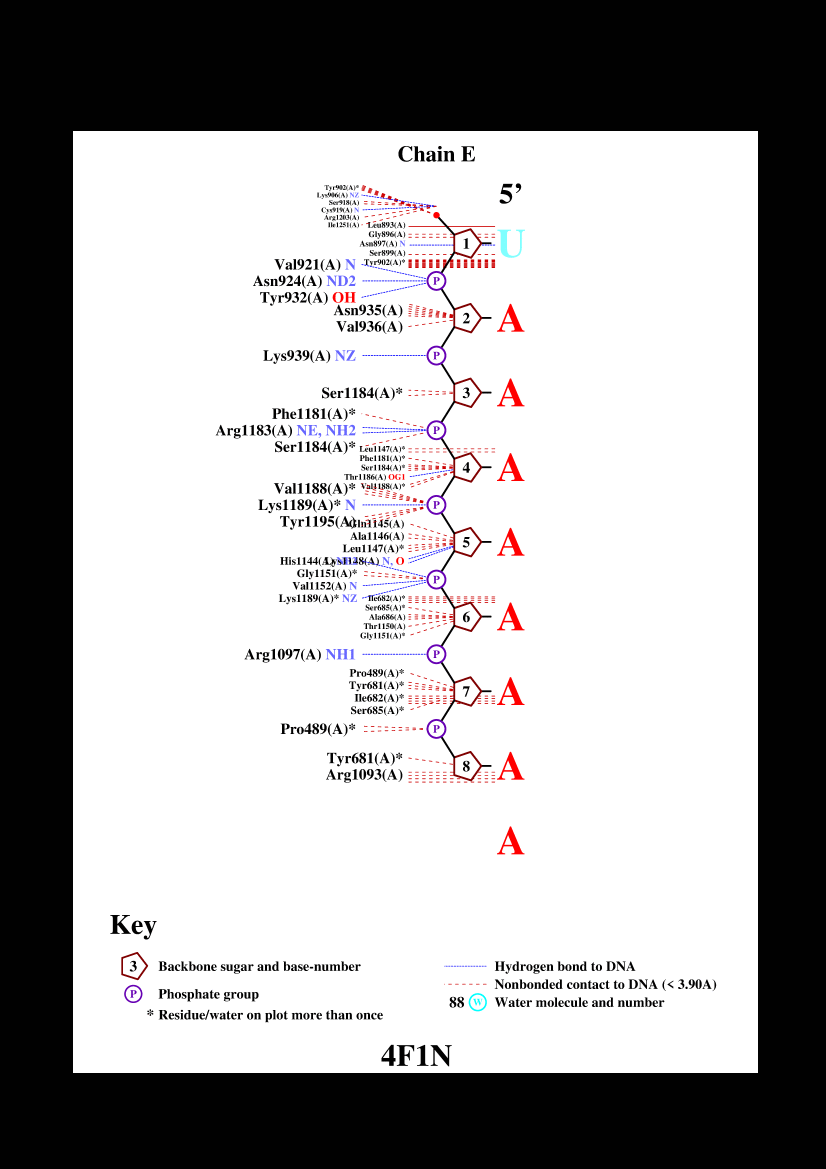 Chain E
5’
Tyr902(A)*
Lys906(A) NZ
Ser918(A)
Cys919(A) N
Arg1203(A)
Ile1251(A)
Leu893(A)
Gly896(A)
Asn897(A) N
Ser899(A)
Tyr902(A)*
1 U
Val921(A) N
Asn924(A) ND2
Tyr932(A) OH
P
Asn935(A)
Val936(A)
2 A
Lys939(A) NZ
P
Ser1184(A)*
3 A
Phe1181(A)*
Arg1183(A) NE, NH2
Ser1184(A)*
P
Leu1147(A)*
Phe1181(A)*
Ser1184(A)*
Thr1186(A) OG1
Val1188(A)*
4 A
Val1188(A)*
Lys1189(A)* N
Tyr1195(A)
P
Gln1145(A)
Ala1146(A)
Leu1147(A)*
Lys1148(A) N, O
5 A
His1144(A)
Gly1151(A)*
Val1152(A) N
Lys1189(A)* NZ
P
Ile682(A)*
Ser685(A)*
Ala686(A)
Thr1150(A)
Gly1151(A)*
6 A
Arg1097(A) NH1
P
Pro489(A)*
Tyr681(A)*
Ile682(A)*
Ser685(A)*
7 A
Pro489(A)*
P
Tyr681(A)*
Arg1093(A)
8 A
A
Key
3 Backbone sugar and base-number
P Phosphate group
* Residue/water on plot more than once
Hydrogen bond to DNA
Nonbonded contact to DNA (< 3.90A)
88 W Water molecule and number
4F1N